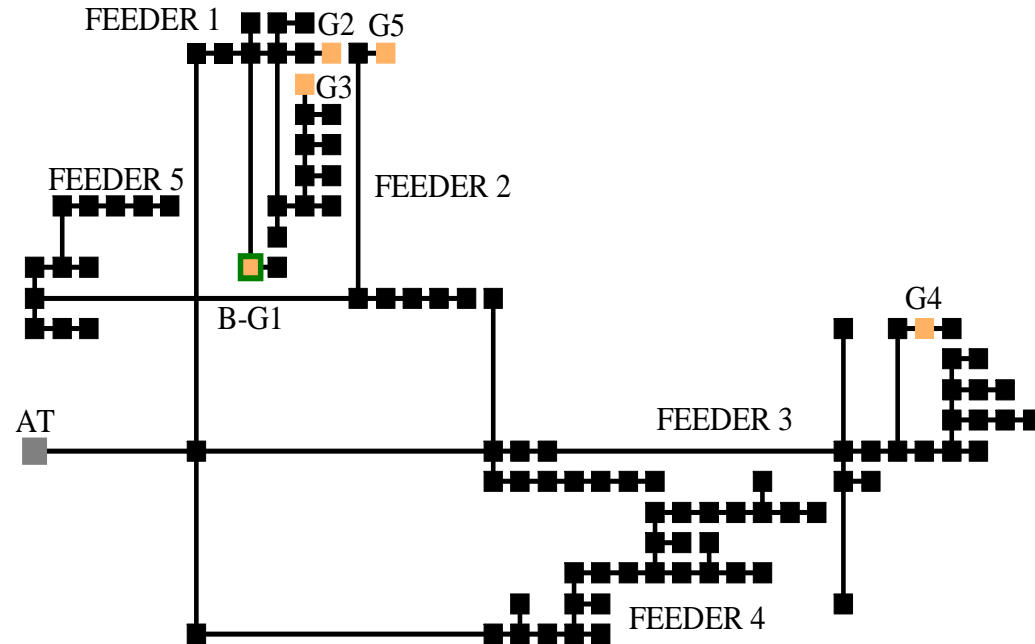 FEEDER 1
G2
G5
G3
FEEDER 5
FEEDER 2
B-G1
G4
AT
FEEDER 3
FEEDER 4